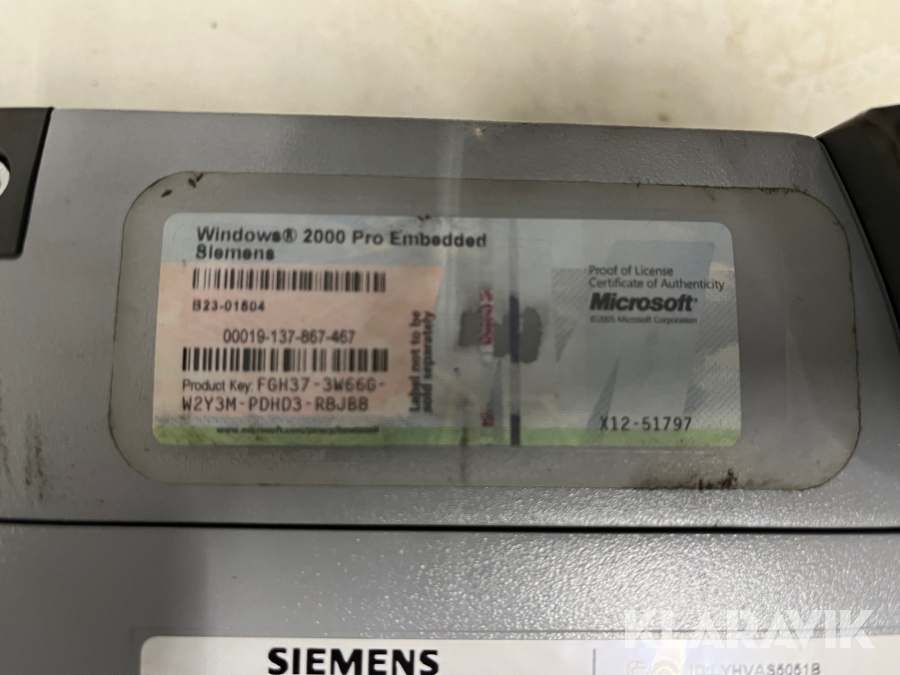 Windows® 2000 Pro Embedded
Siemens
B23-01504
00019-137-867-467
Product Key: FGH37-3W66G-
W2Y3M-PDHD3-R8JB8
Label not to be
sold separately
Proof of License
Certificate of Authenticity
Microsoft®
©2005 Microsoft Corporation
X12-51797
SIEMENS
KLARAVIK